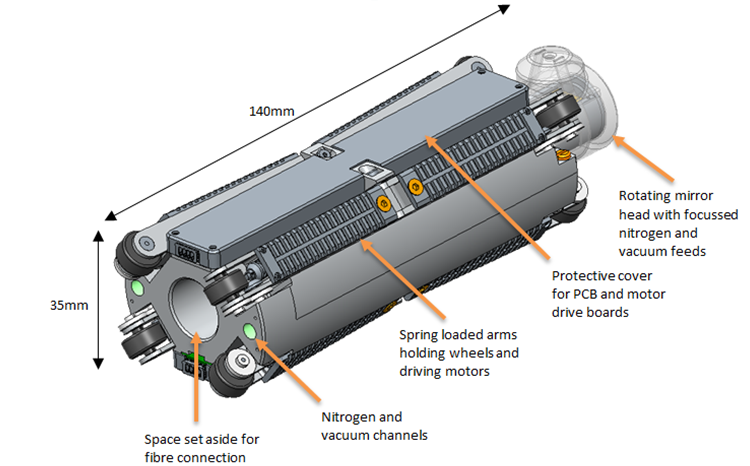 140mm
35mm
Rotating mirror
head with focussed
nitrogen and
vacuum feeds
Protective cover
for PCB and motor
drive boards
Spring loaded arms
holding wheels and
driving motors
Nitrogen and
vacuum channels
Space set aside for
fibre connection